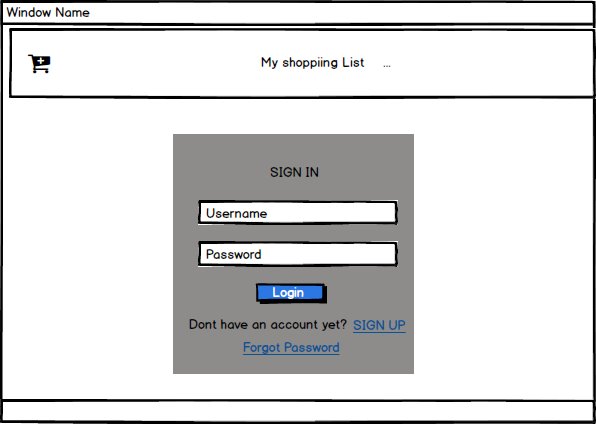 Window Name
My shoppiing List ...
SIGN IN
Username
Password
Login
Dont have an account yet? SIGN UP
Forgot Password